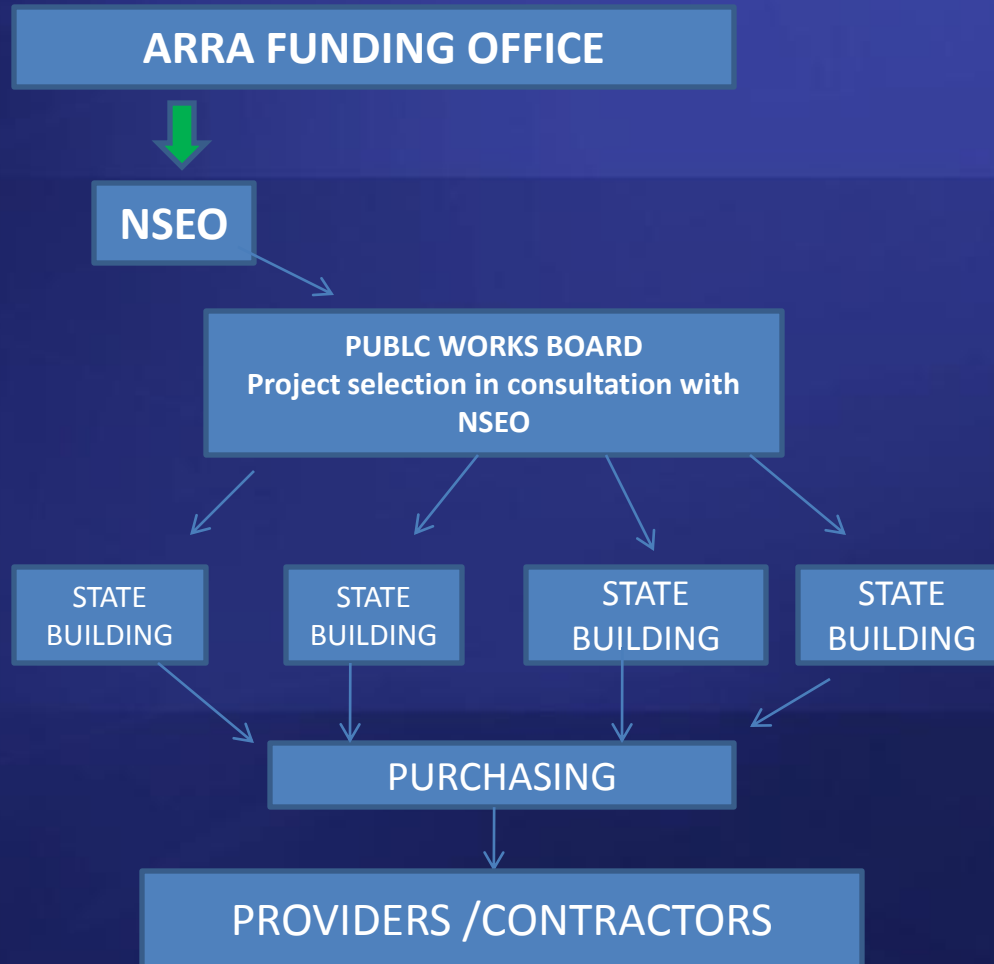 ARRA FUNDING OFFICE
NSEO
PUBLC WORKS BOARD
Project selection in consultation with
NSEO
STATE
BUILDING
STATE
BUILDING
STATE
BUILDING
STATE
BUILDING
PURCHASING
PROVIDERS /CONTRACTORS